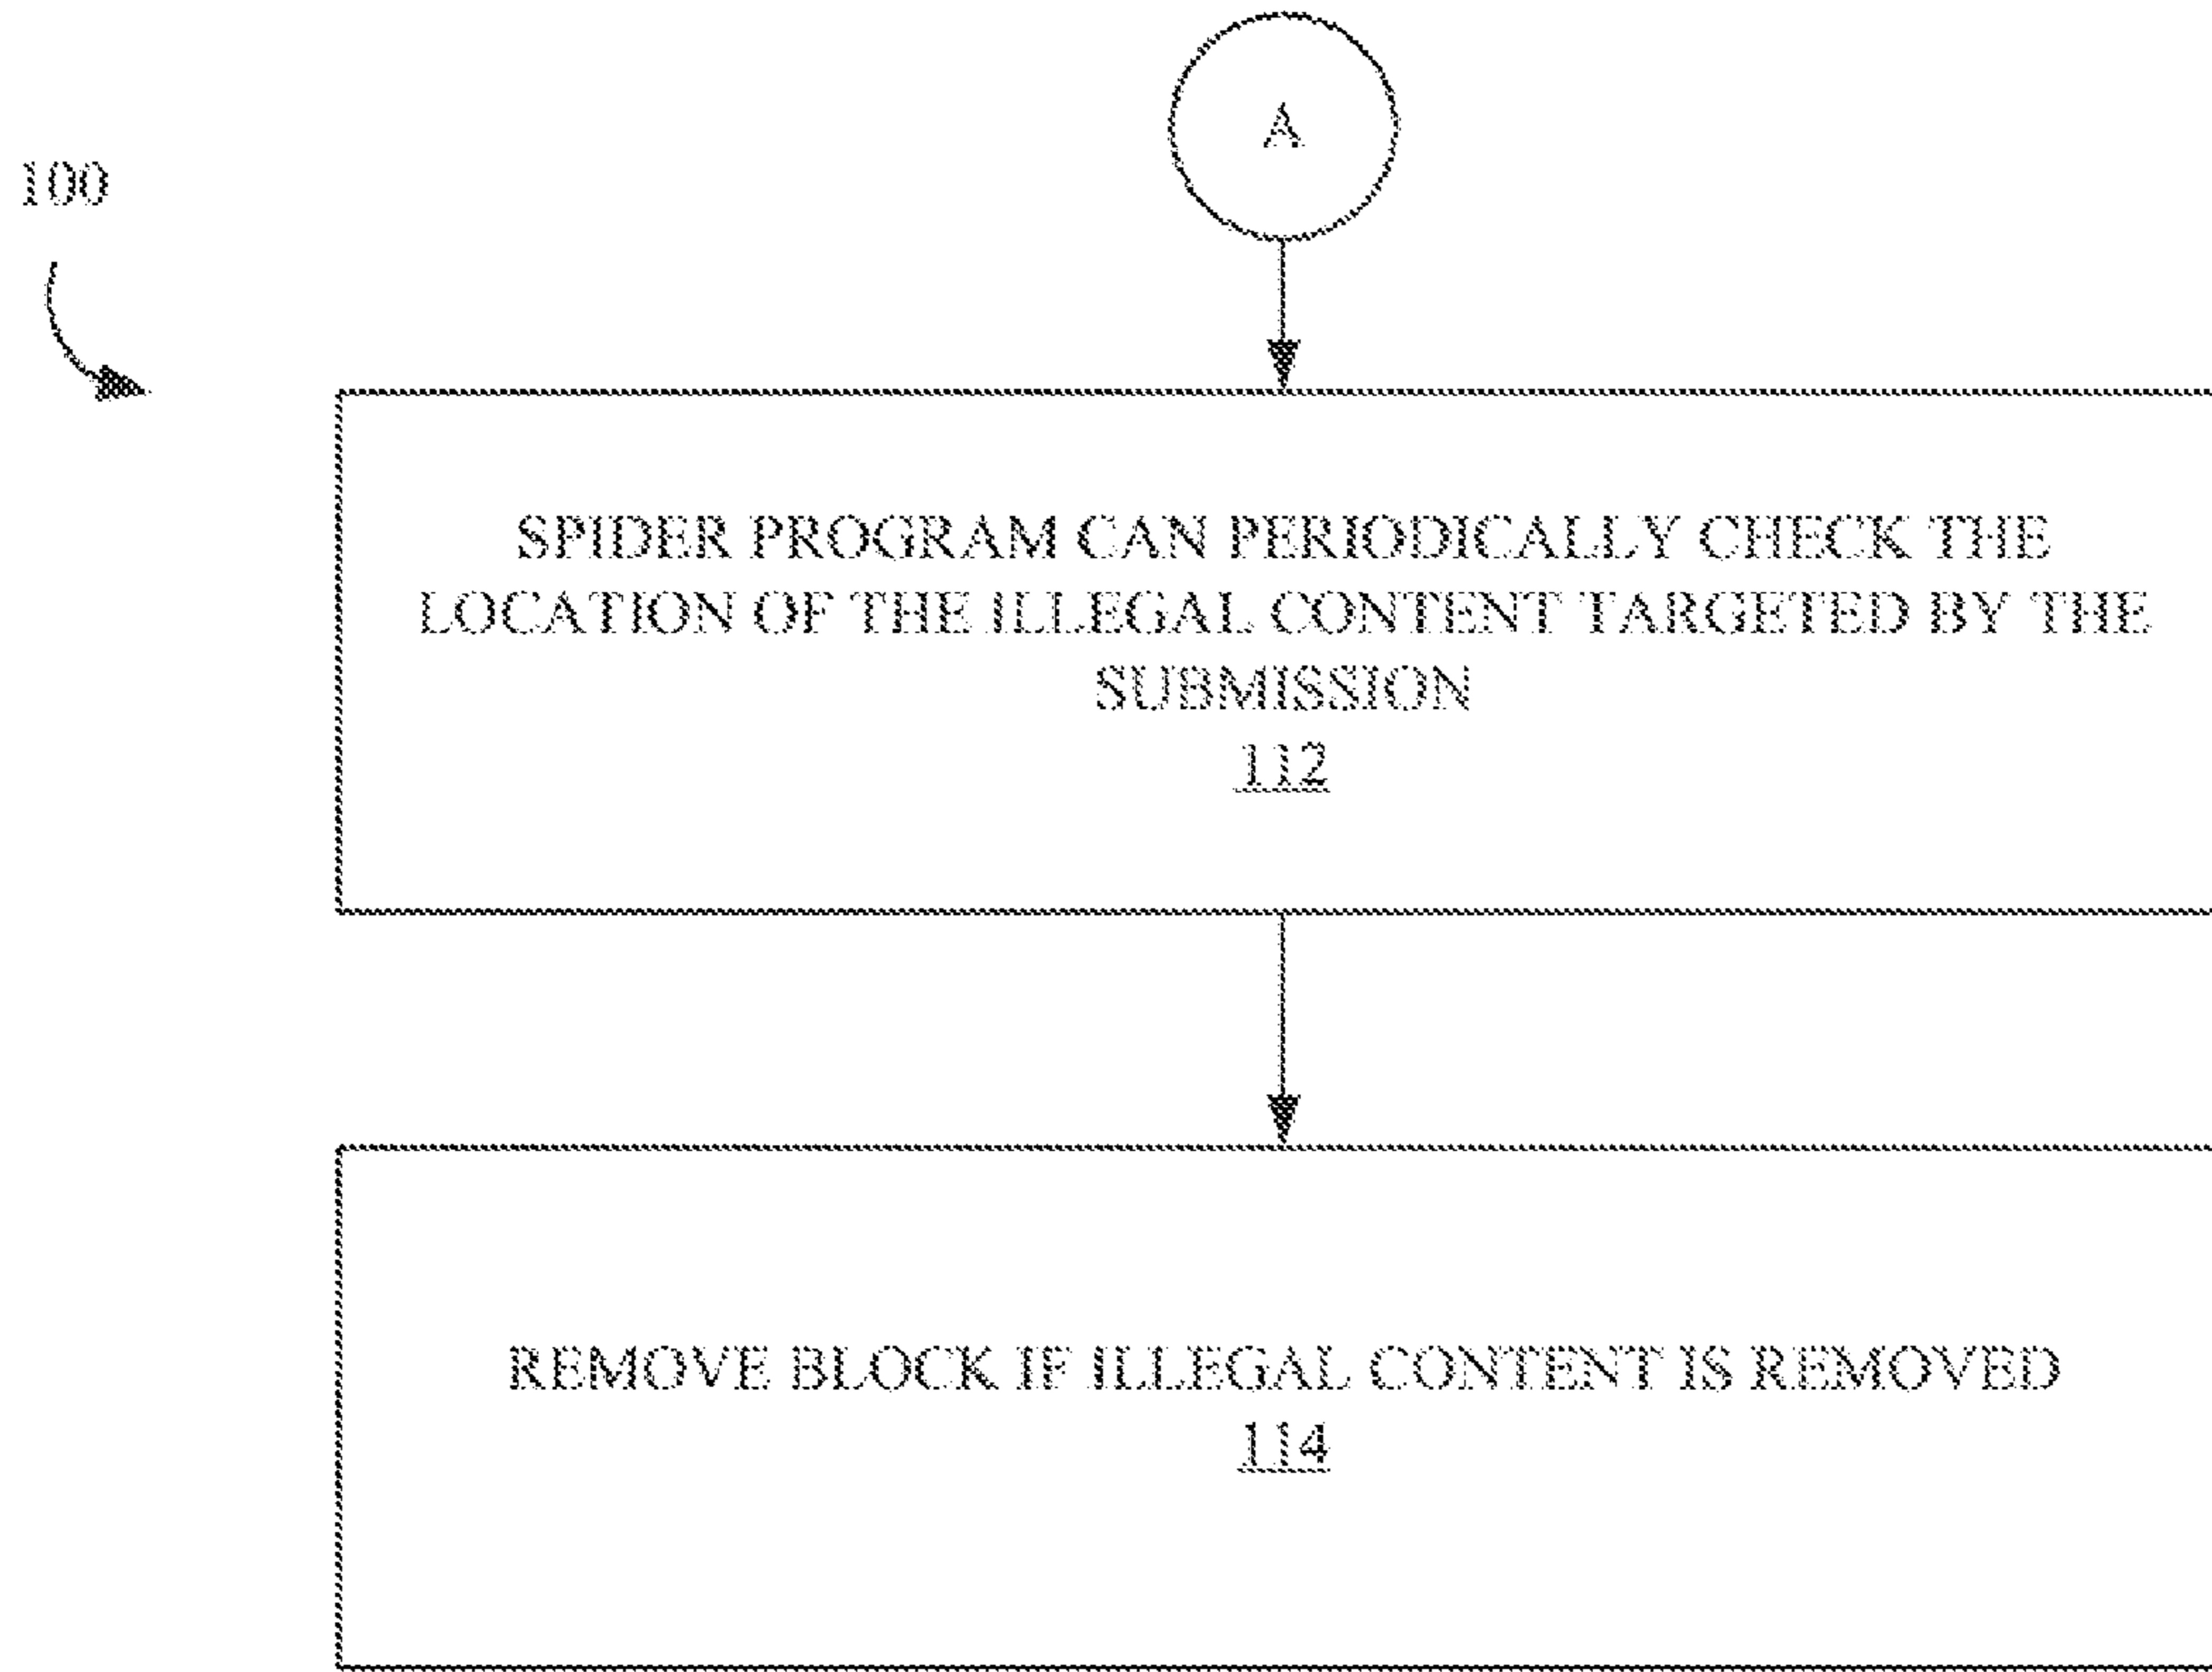 A
100
SPIDER PROGRAM CAN PERIODICALLY CHECK THE
LOCATION OF THE ILLEGAL CONTENT TARGETED BY THE
SUBMISSION
112
REMOVE BLOCK IF ILLEGAL CONTENT IS REMOVED
114